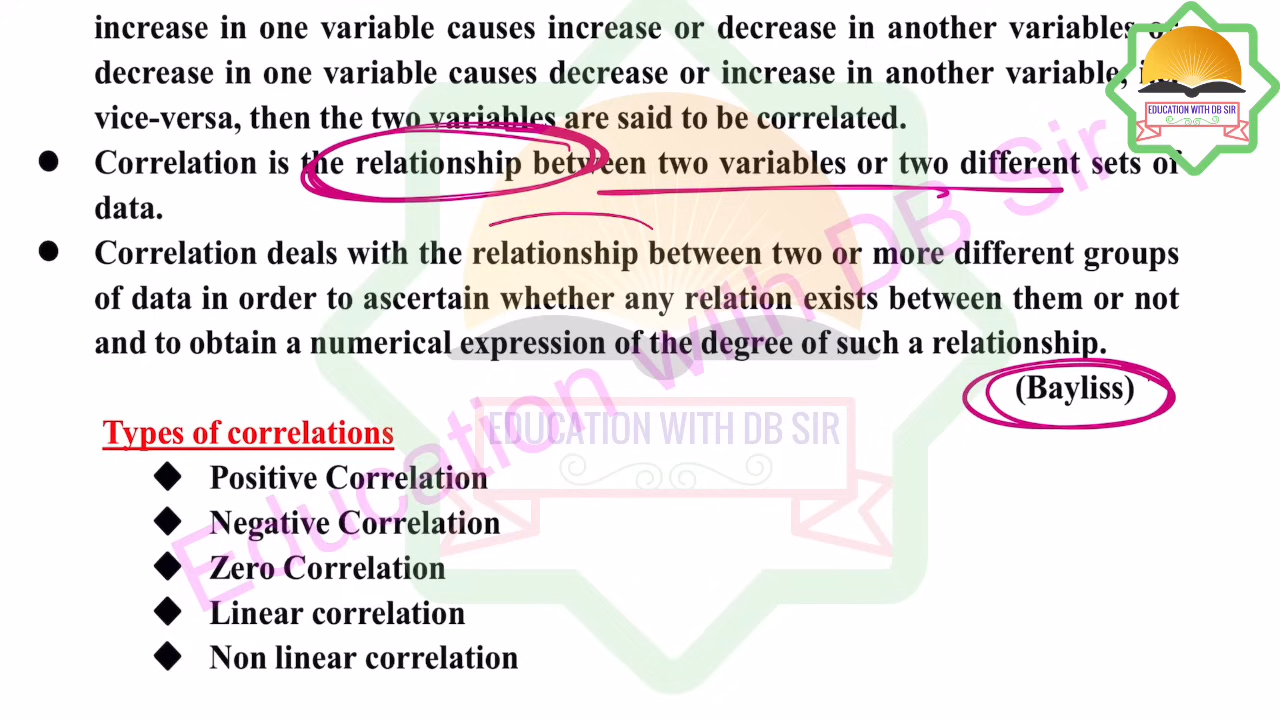 increase in one variable causes increase or decrease in another variables or
decrease in one variable causes decrease or increase in another variable,
vice-versa, then the two variables are said to be correlated.
● Correlation is the relationship between two variables or two different sets of
data.
● Correlation deals with the relationship between two or more different groups
of data in order to ascertain whether any relation exists between them or not
and to obtain a numerical expression of the degree of such a relationship.
(Bayliss)
Types of correlations
◆ Positive Correlation
◆ Negative Correlation
◆ Zero Correlation
◆ Linear correlation
◆ Non linear correlation
EDUCATION WITH DB SIR
EDUCATION WITH DB SIR
Education with DB Sir